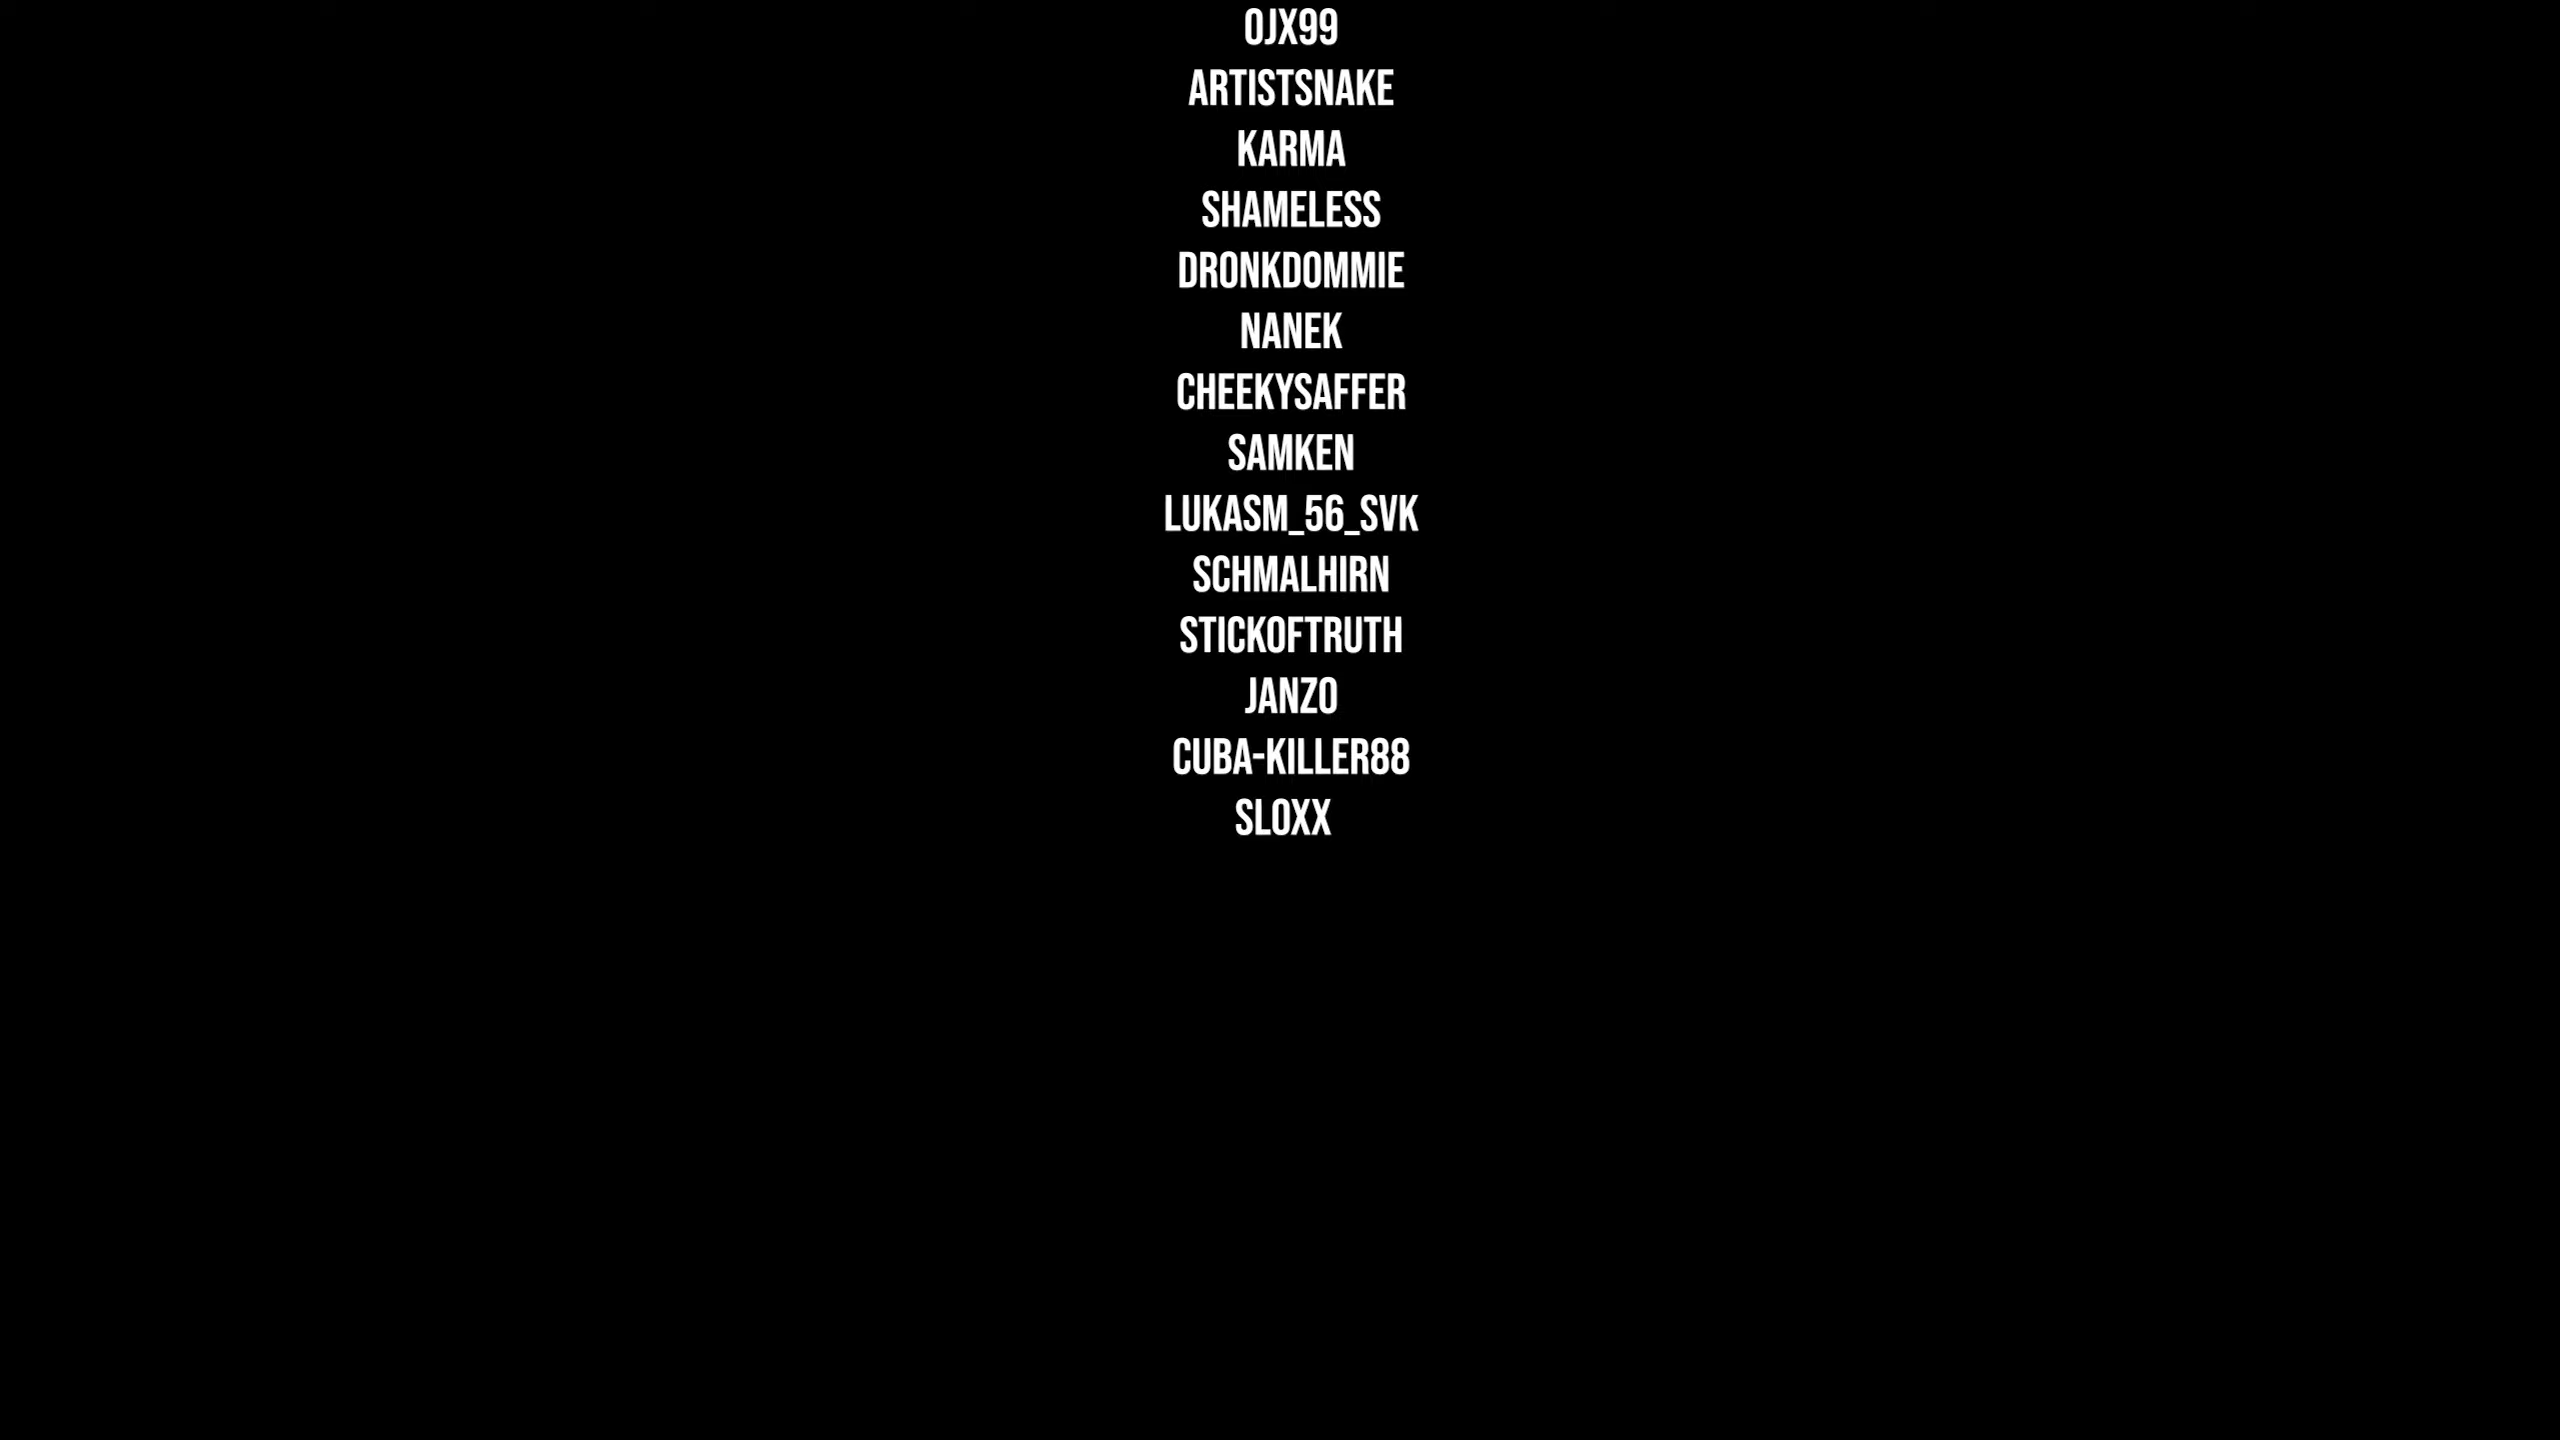 OJX99
ARTISTSNAKE
KARMA
SHAMELESS
DRONKDOMMIE
NANEK
CHEEKYSAFFER
SAMKEN
LUKASM_56_SVK
SCHMALHIRN
STICKOFTRUTH
JANZO
CUBA-KILLER88
SLOXX